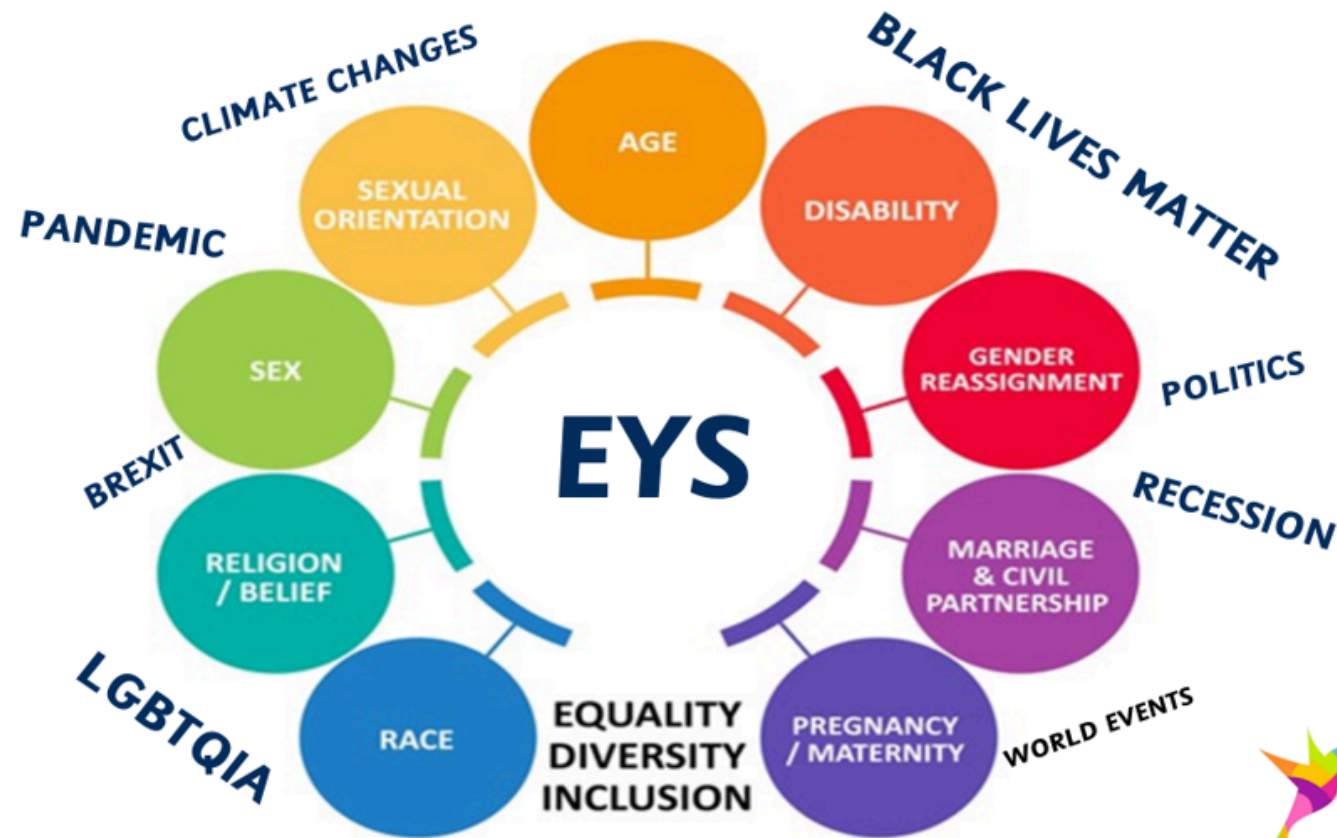 CLIMATE CHANGES
BLACK LIVES MATTER
AGE
SEXUAL
ORIENTATION
DISABILITY
PANDEMIC
SEX
GENDER
REASSIGNMENT
POLITICS
EYS
BREXIT
RECESSION
RELIGION
/ BELIEF
MARRIAGE
& CIVIL
PARTNERSHIP
LGBTQIA
RACE
EQUALITY
DIVERSITY
INCLUSION
PREGNANCY
/ MATERNITY
WORLD EVENTS